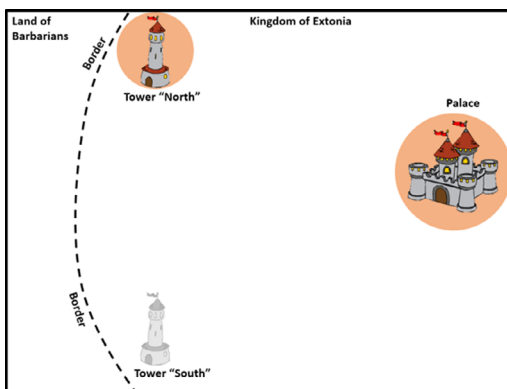 Land of
Barbarians
Kingdom of Extonia
Border
Tower “North”
Palace
Border
Tower “South”